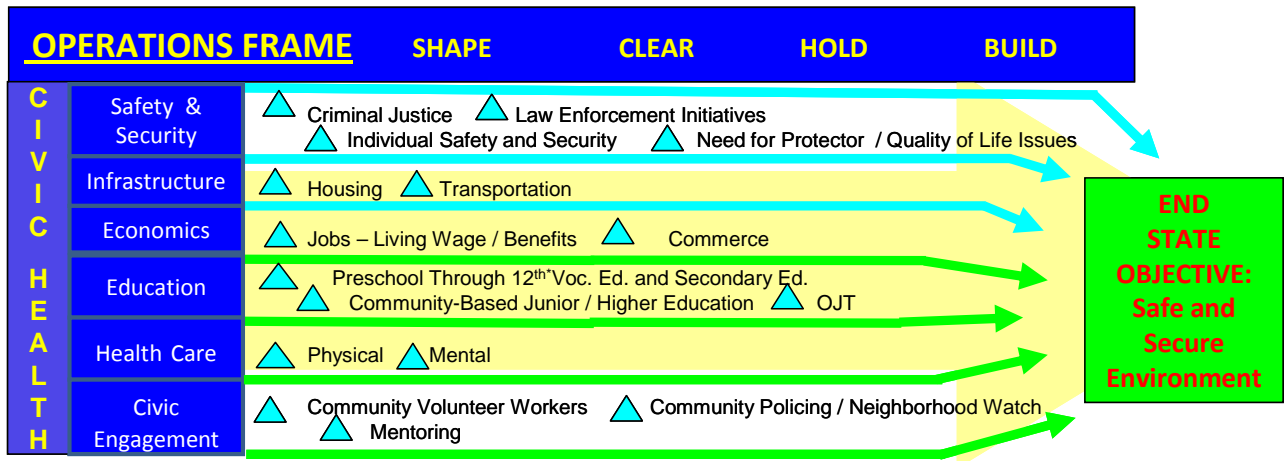 OPERATIONS FRAME SHAPE CLEAR HOLD BUILD
CIVIC HEALTH
Safety &
Security
Criminal Justice Law Enforcement Initiatives
Individual Safety and Security Need for Protector / Quality of Life Issues
Infrastructure
Housing Transportation
Economics
Jobs – Living Wage / Benefits Commerce
Education
Preschool Through 12th*Voc. Ed. and Secondary Ed.
Community-Based Junior / Higher Education OJT
Health Care
Physical Mental
Civic
Engagement
Community Volunteer Workers Community Policing / Neighborhood Watch
Mentoring
END
STATE
OBJECTIVE:
Safe and
Secure
Environment